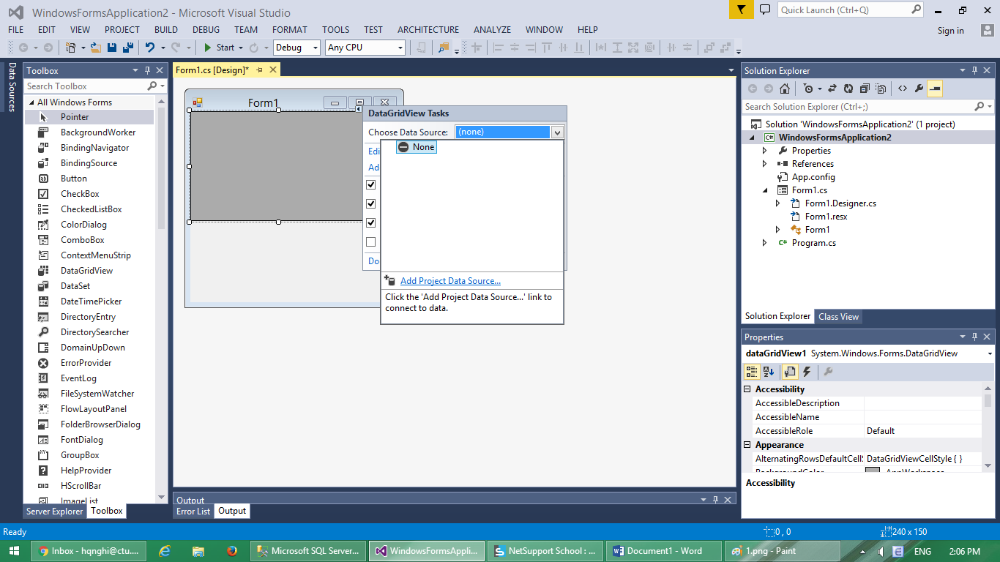 WindowsFormsApplication2 - Microsoft Visual Studio
Quick Launch (Ctrl+Q)
FILE EDIT VIEW PROJECT BUILD DEBUG TEAM FORMAT TOOLS TEST ARCHITECTURE ANALYZE WINDOW HELP
Sign in
Start Debug Any CPU
Data Sources
Toolbox
Search Toolbox
All Windows Forms
Pointer
BackgroundWorker
BindingNavigator
BindingSource
Button
CheckBox
CheckedListBox
ColorDialog
ComboBox
ContextMenuStrip
DataGridView
DataSet
DateTimePicker
DirectoryEntry
DirectorySearcher
DomainUpDown
ErrorProvider
EventLog
FileSystemWatcher
FlowLayoutPanel
FolderBrowserDialog
FontDialog
GroupBox
HelpProvider
HScrollBar
ImageList
Server Explorer Toolbox
Form1.cs [Design]*
Form1
DataGridView Tasks
Choose Data Source: (none)
None
Edi
Ad
Do
Add Project Data Source...
Click the 'Add Project Data Source...' link to
connect to data.
Output
Error List Output
Solution Explorer
Search Solution Explorer (Ctrl+;)
Solution 'WindowsFormsApplication2' (1 project)
C# WindowsFormsApplication2
Properties
References
App.config
Form1.cs
Form1.Designer.cs
Form1.resx
Form1
C# Program.cs
Solution Explorer Class View
Properties
dataGridView1 System.Windows.Forms.DataGridView
Accessibility
AccessibleDescription
AccessibleName
AccessibleRole Default
Appearance
AlternatingRowsDefaultCellS DataGridViewCellStyle { }
BackgroundColor AppWorkspace
Accessibility
Ready 0 , 0 240 x 150
Inbox - hqnghi@ctu.... Microsoft SQL Server... WindowsFormsAppli... NetSupport School : ... Document1 - Word 1.png - Paint ENG 2:06 PM